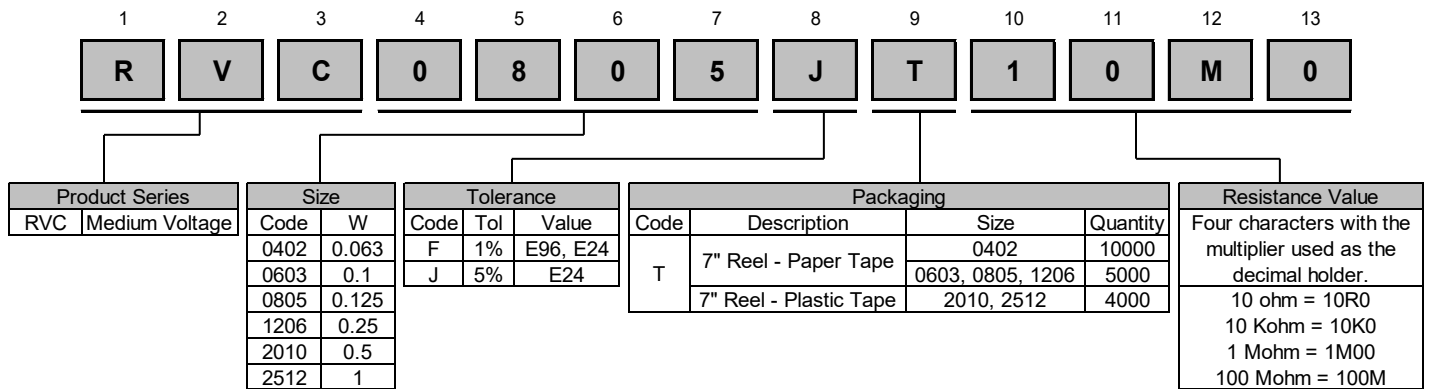 1 2 3 4 5 6 7 8 9 10 11 12 13
R V C 0 8 0 5 J T 1 0 M 0
Product Series
RVC Medium Voltage
Size
Code W
0402 0.063
0603 0.1
0805 0.125
1206 0.25
2010 0.5
2512 1
Tolerance
Code Tol Value
F 1% E96, E24
J 5% E24
Packaging
Code Description Size Quantity
T 7" Reel - Paper Tape 0402 10000
0603, 0805, 1206 5000
7" Reel - Plastic Tape 2010, 2512 4000
Resistance Value
Four characters with the
multiplier used as the
decimal holder.
10 ohm = 10R0
10 Kohm = 10K0
1 Mohm = 1M00
100 Mohm = 100M